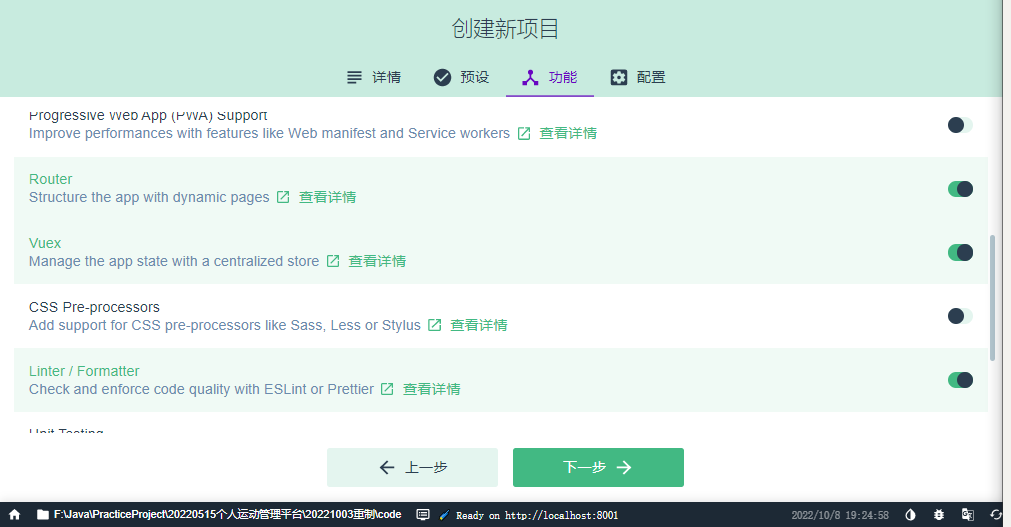 创建新项目
详情 预设 功能 配置
Progressive Web App (PWA) Support
Improve performances with features like Web manifest and Service workers 查看详情
Router
Structure the app with dynamic pages 查看详情
Vuex
Manage the app state with a centralized store 查看详情
CSS Pre-processors
Add support for CSS pre-processors like Sass, Less or Stylus 查看详情
Linter / Formatter
Check and enforce code quality with ESLint or Prettier 查看详情
Unit Testing
上一步 下一步
F:\Java\PracticeProject\20220515个人运动管理平台\20221003重制\code Ready on http://localhost:8001 2022/10/8 19:24:58